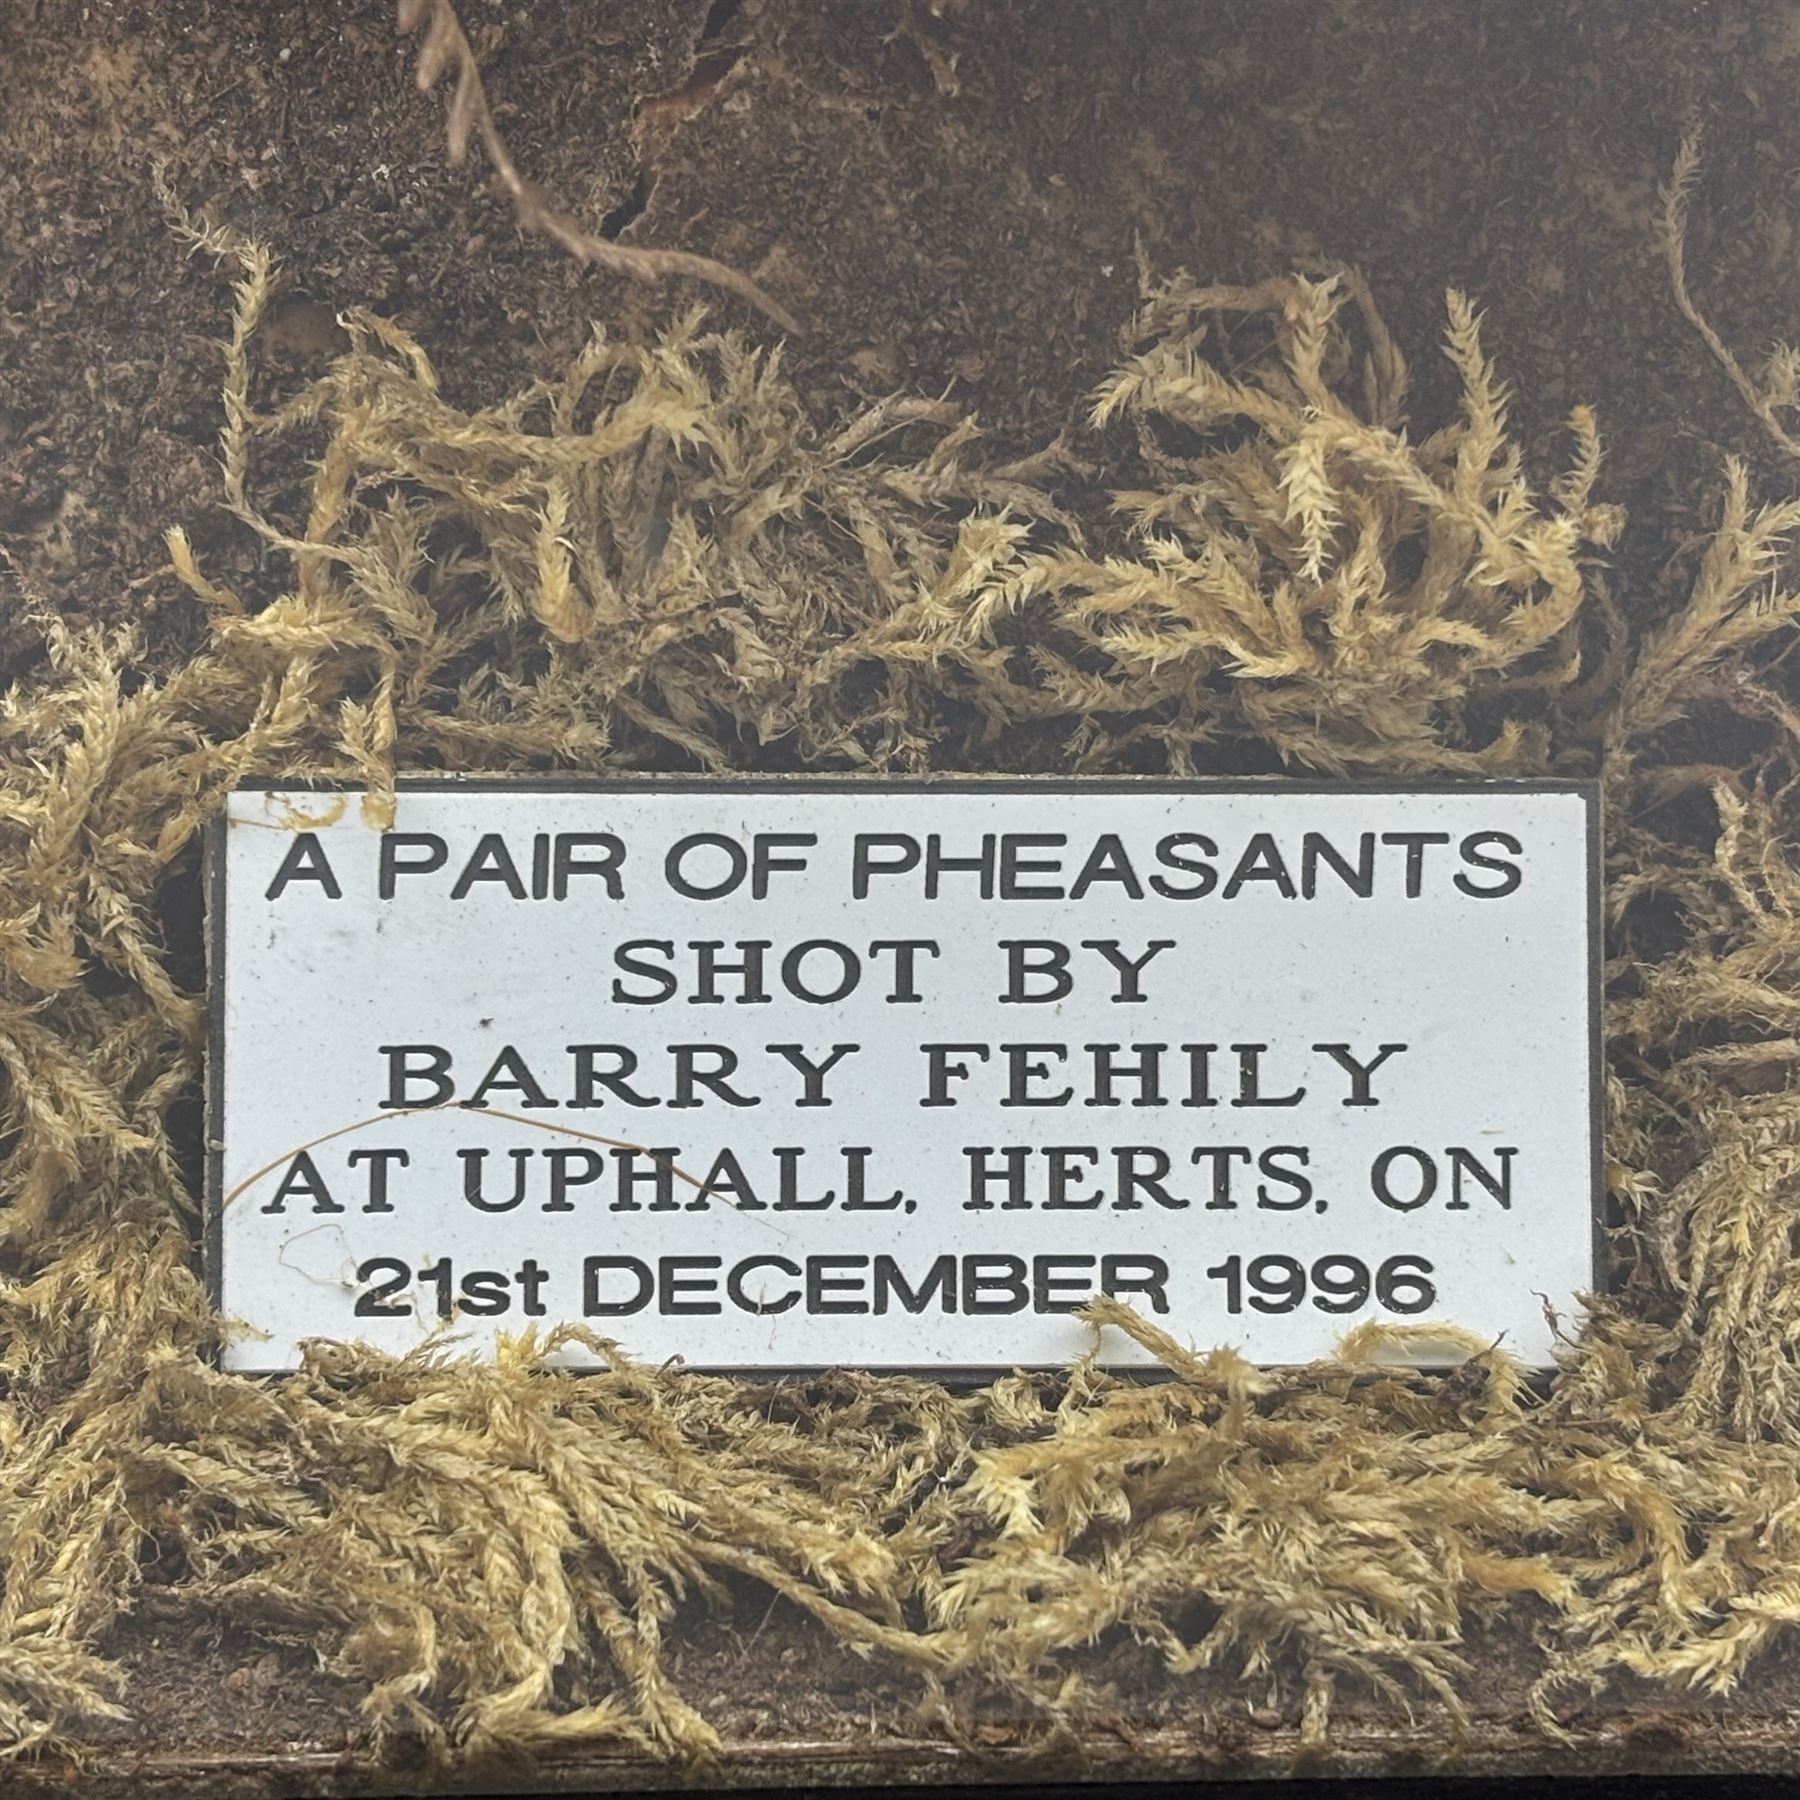 A PAIR OF PHEASANTS
SHOT BY
BARRY FEHILY
AT UPHALL, HERTS, ON
21st DECEMBER 1996